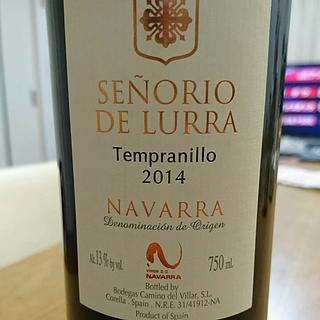 SEÑORIO
DE LURRA
Tempranillo
2014
NAVARRA
Denominación de Origen
Alc.13% by vol.
VINOS D.O.
NAVARRA
750 mL
Bottled by
Bodegas Camino del Villar, S.L.
Corella, Spain, N.R.E. 31/41912-NA
Product of Spain